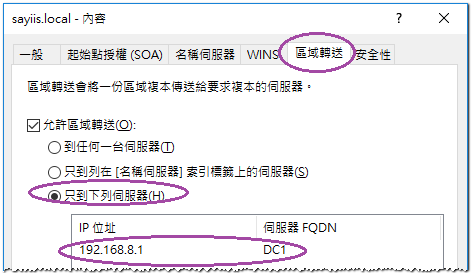 sayiis.local - 內容
一般 起始點授權 (SOA) 名稱伺服器 WINS 區域轉送 安全性
區域轉送會將一份區域複本傳送給要求複本的伺服器。
允許區域轉送(O):
到任何一台伺服器(T)
只到列在 [名稱伺服器] 索引標籤上的伺服器(S)
只到下列伺服器(H)
IP 位址 伺服器 FQDN
192.168.8.1 DC1